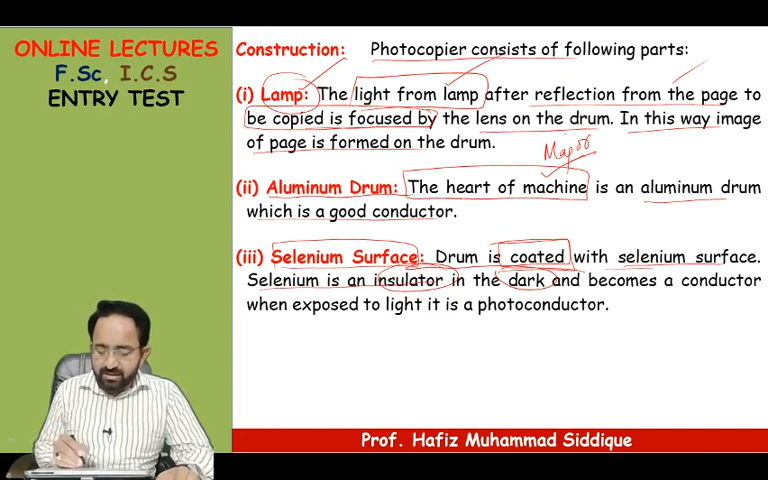 ONLINE LECTURES
F.Sc, I.C.S
ENTRY TEST
Construction: Photocopier consists of following parts:
(i) Lamp: The light from lamp after reflection from the page to
be copied is focused by the lens on the drum. In this way image
of page is formed on the drum.
Major
(ii) Aluminum Drum: The heart of machine is an aluminum drum
which is a good conductor.
(iii) Selenium Surface: Drum is coated with selenium surface.
Selenium is an insulator in the dark and becomes a conductor
when exposed to light it is a photoconductor.
Prof. Hafiz Muhammad Siddique